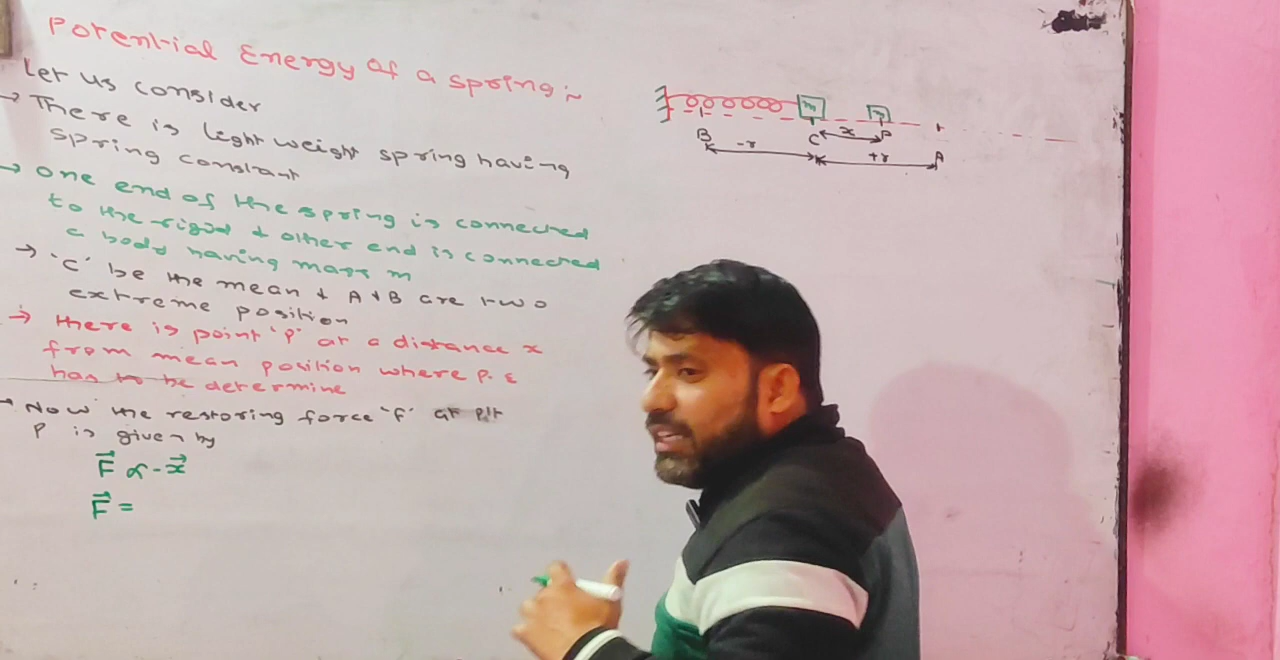 Potential Energy of a spring :~
Let us consider
→ There is light weight spring having
spring constant
→ one end of the spring is connected
to the rigid & other end is connected
a body having mass m
→ 'C' be the mean & A & B are two
extreme position
→ there is point 'P' at a distance x
from mean position where P.E
has to be determine
→ Now the restoring force 'F' at
P is given by
F⃗ ∝ -x⃗
F⃗ =
m
B C x P A
-r +r